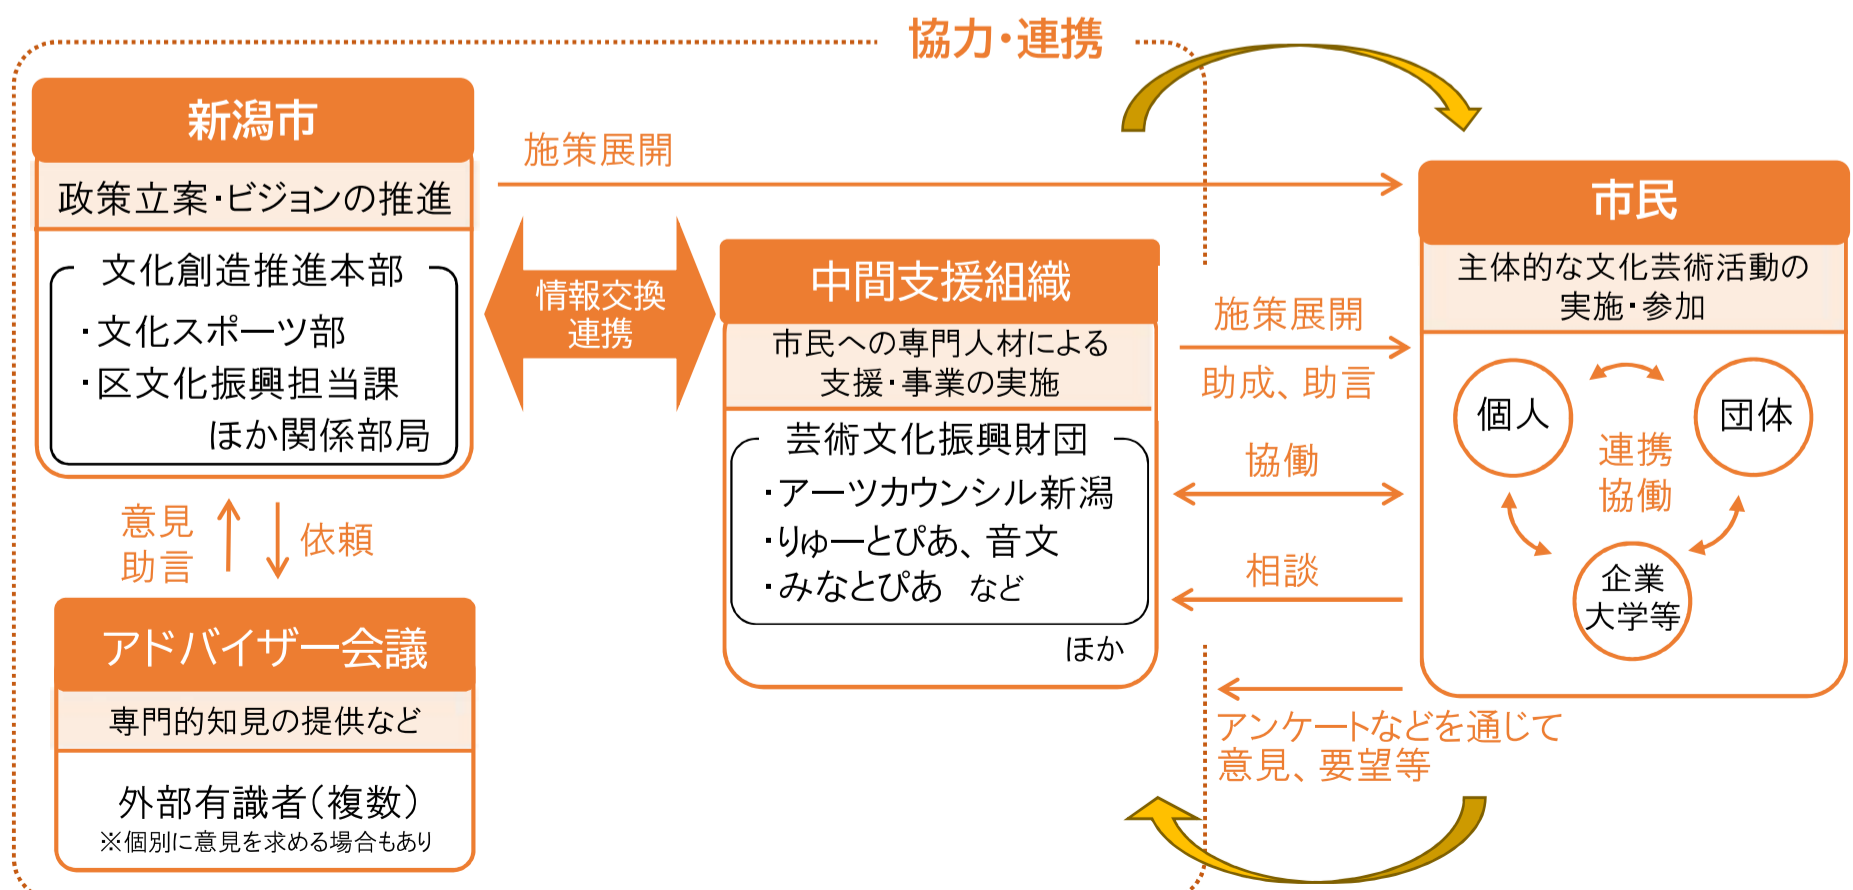 協力・連携
新潟市
政策立案・ビジョンの推進
文化創造推進本部
・文化スポーツ部
・区文化振興担当課
ほか関係部局
意見
助言
依頼
アドバイザー会議
専門的知見の提供など
外部有識者（複数）
※個別に意見を求める場合もあり
施策展開
情報交換
連携
中間支援組織
市民への専門人材による
支援・事業の実施
芸術文化振興財団
・アーツカウンシル新潟
・りゅーとぴあ、音文
・みなとぴあ　など
ほか
施策展開
助成、助言
協働
相談
アンケートなどを通じて
意見、要望等
市民
主体的な文化芸術活動の
実施・参加
個人
団体
連携
協働
企業
大学等